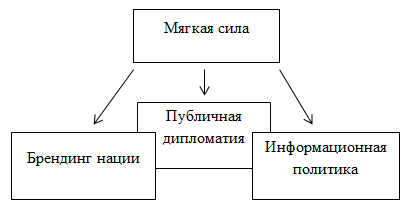 Мягкая сила
Публичная
дипломатия
Брендинг нации
Информационная
политика